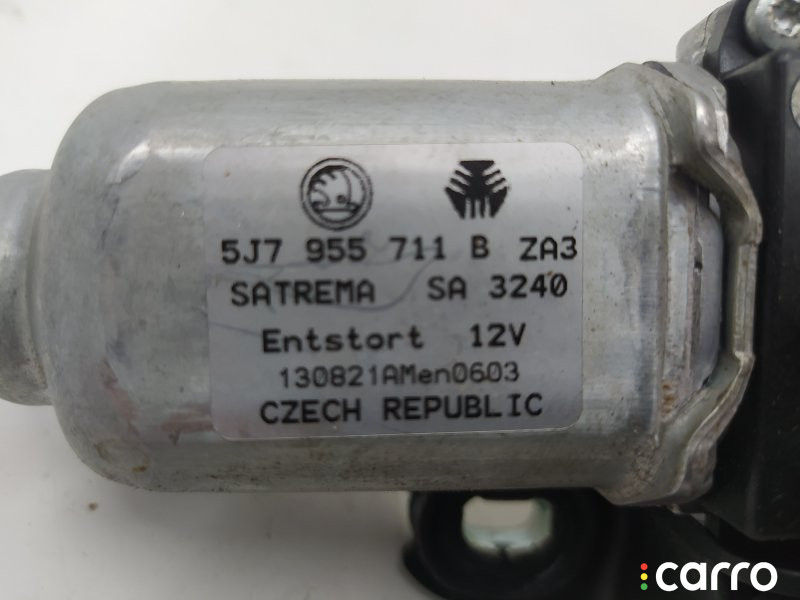 5J7 955 711 B ZA3
SATREMA SA 3240
Entstort 12V
130821AMen0603
CZECH REPUBLIC
carro